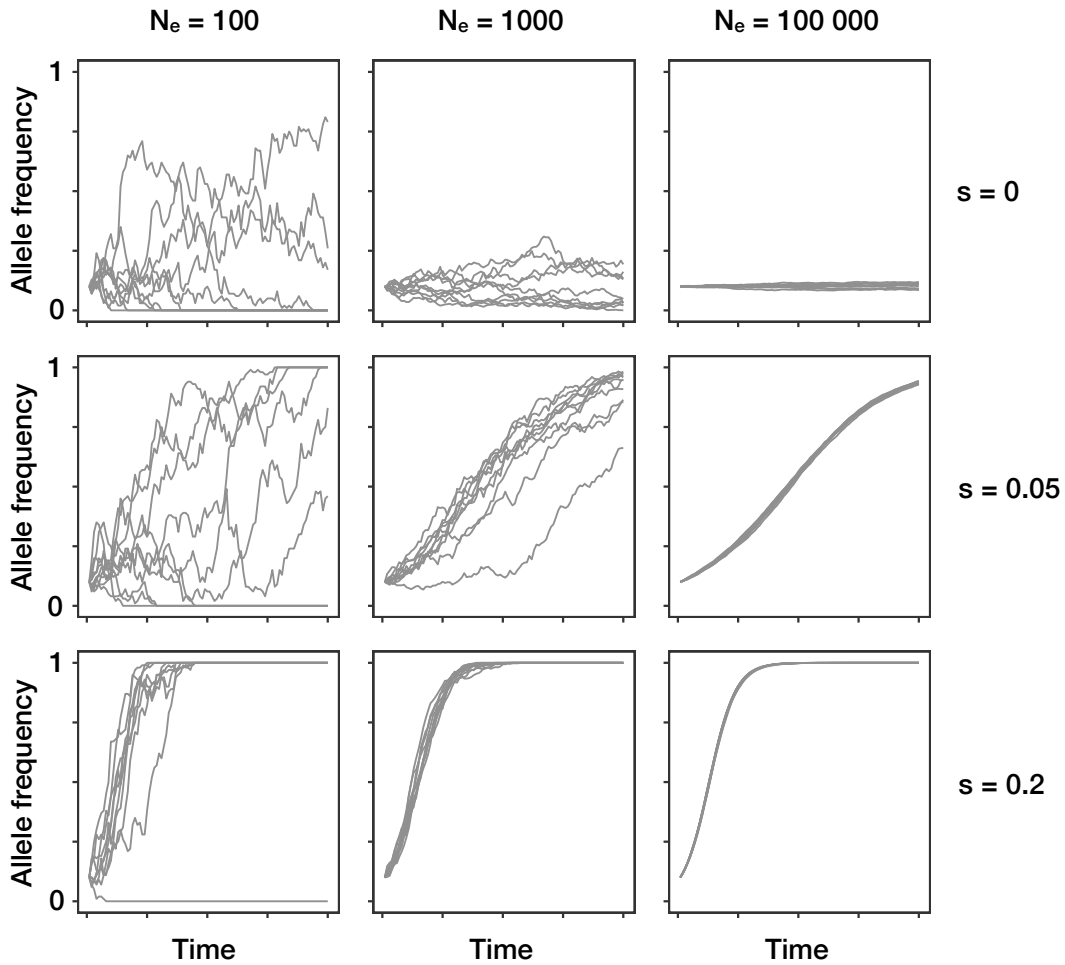 Nₑ = 100
Nₑ = 1000
Nₑ = 100 000
Allele frequency
1
0
s = 0
Allele frequency
1
0
s = 0.05
Allele frequency
1
0
s = 0.2
Time
Time
Time